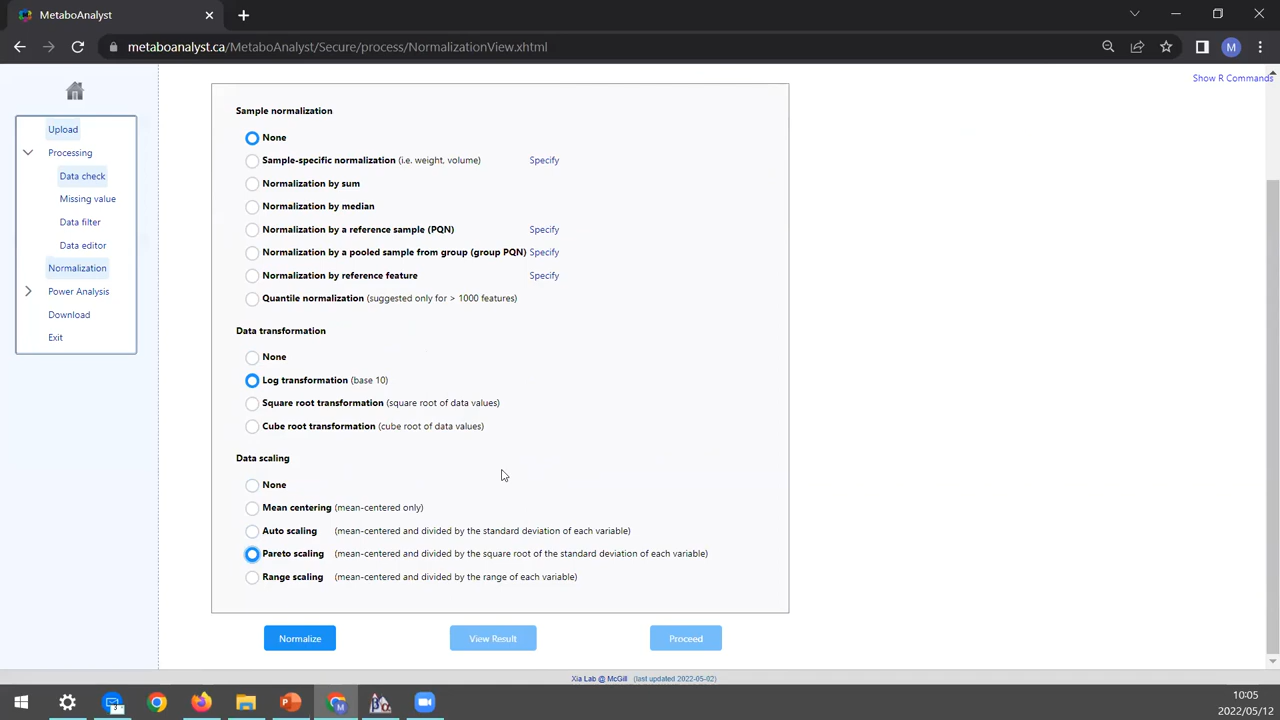 MetaboAnalyst
metaboanalyst.ca/MetaboAnalyst/Secure/process/NormalizationView.xhtml
M
Show R Commands
Upload
Processing
Data check
Missing value
Data filter
Data editor
Normalization
Power Analysis
Download
Exit
Sample normalization
None
Sample-specific normalization (i.e. weight, volume) Specify
Normalization by sum
Normalization by median
Normalization by a reference sample (PQN) Specify
Normalization by a pooled sample from group (group PQN) Specify
Normalization by reference feature Specify
Quantile normalization (suggested only for > 1000 features)
Data transformation
None
Log transformation (base 10)
Square root transformation (square root of data values)
Cube root transformation (cube root of data values)
Data scaling
None
Mean centering (mean-centered only)
Auto scaling (mean-centered and divided by the standard deviation of each variable)
Pareto scaling (mean-centered and divided by the square root of the standard deviation of each variable)
Range scaling (mean-centered and divided by the range of each variable)
Normalize View Result Proceed
Xia Lab @ McGill (last updated 2022-05-02)
10:05
2022/05/12